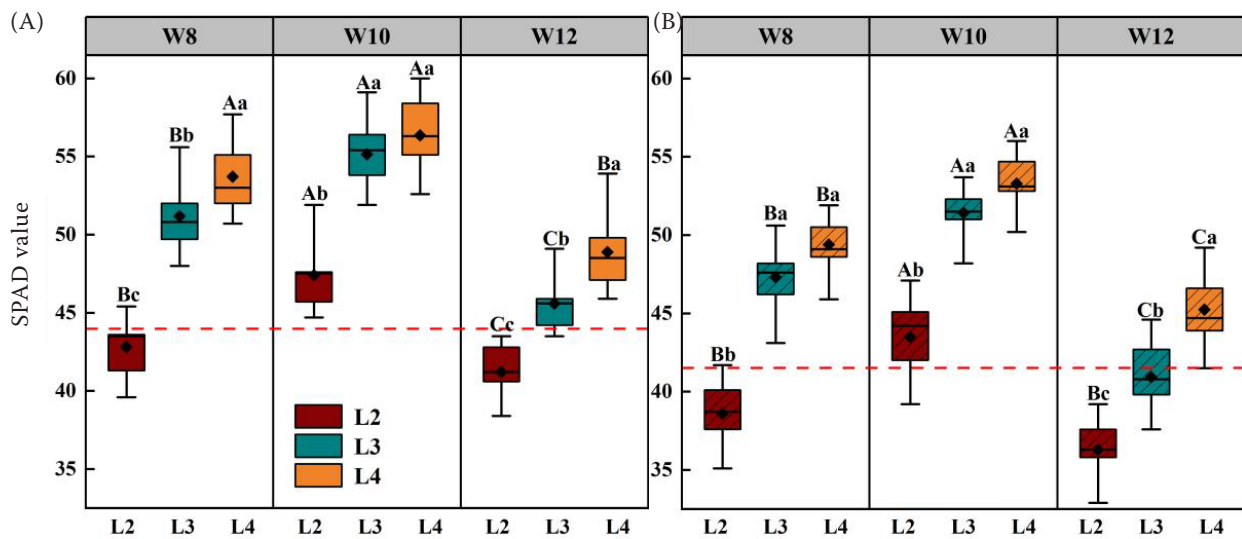 (A)
W8 W10 W12
SPAD value
60
55
50
45
40
35
Bc Bb Aa
Ab Aa Aa
Cc Cb Ba
L2
L3
L4
L2 L3 L4 L2 L3 L4 L2 L3 L4
(B)
W8 W10 W12
60
55
50
45
40
35
Bb Ba Ba
Ab Aa Aa
Bc Cb Ca
L2 L3 L4 L2 L3 L4 L2 L3 L4